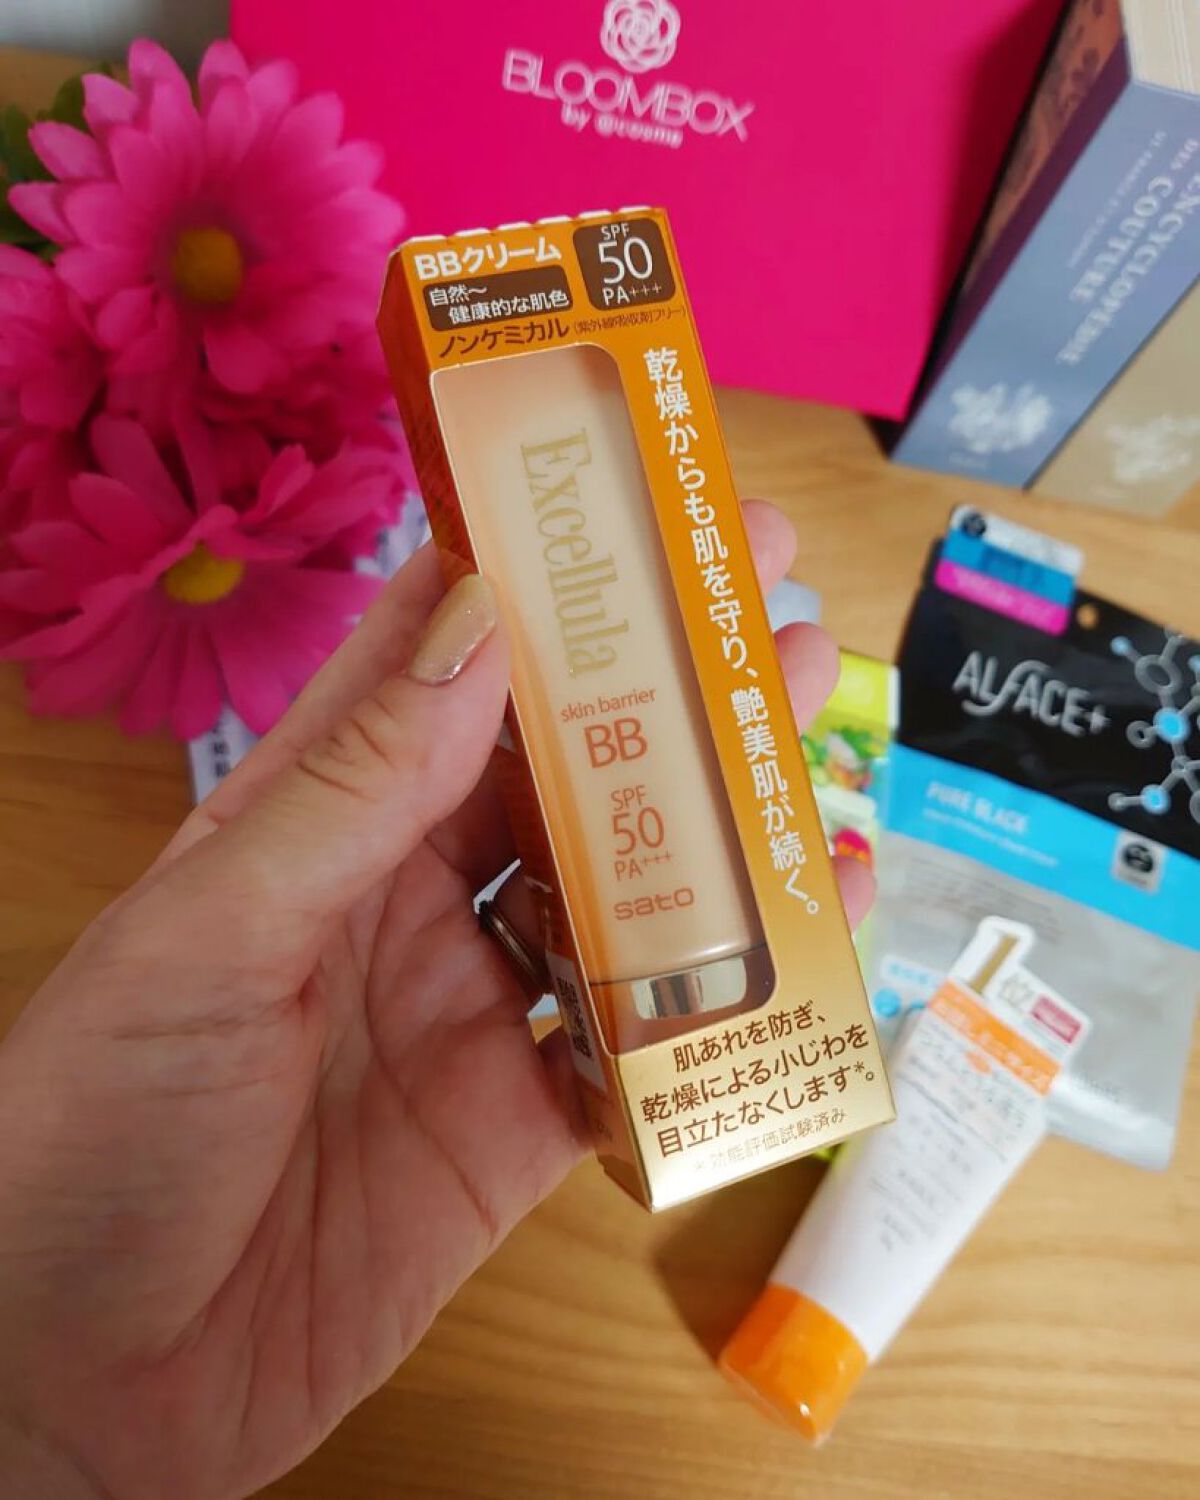 BLOOMBOX
by @cosme
BBクリーム
SPF
50
PA+++
自然〜
健康的な肌色
ノンケミカル(紫外線吸収剤フリー)
乾燥からも肌を守り、艶美肌が続く。
Excellula
skin barrier
BB
SPF
50
PA+++
sato
肌あれを防ぎ、
乾燥による小じわを
目立たなくします*。
*効能評価試験済み
COUTURE
ALFACE+
PURE BLACK
1位